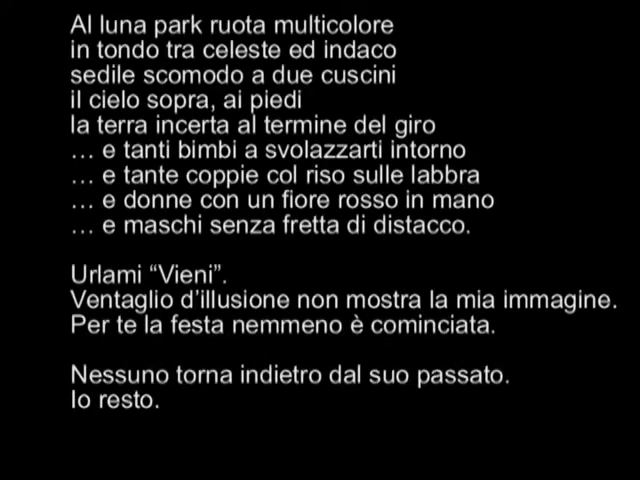 Al luna park ruota multicolore
in tondo tra celeste ed indaco
sedile scomodo a due cuscini
il cielo sopra, ai piedi
la terra incerta al termine del giro
… e tanti bimbi a svolazzarti intorno
… e tante coppie col riso sulle labbra
… e donne con un fiore rosso in mano
… e maschi senza fretta di distacco.
Urlami “Vieni”.
Ventaglio d’illusione non mostra la mia immagine.
Per te la festa nemmeno è cominciata.
Nessuno torna indietro dal suo passato.
Io resto.